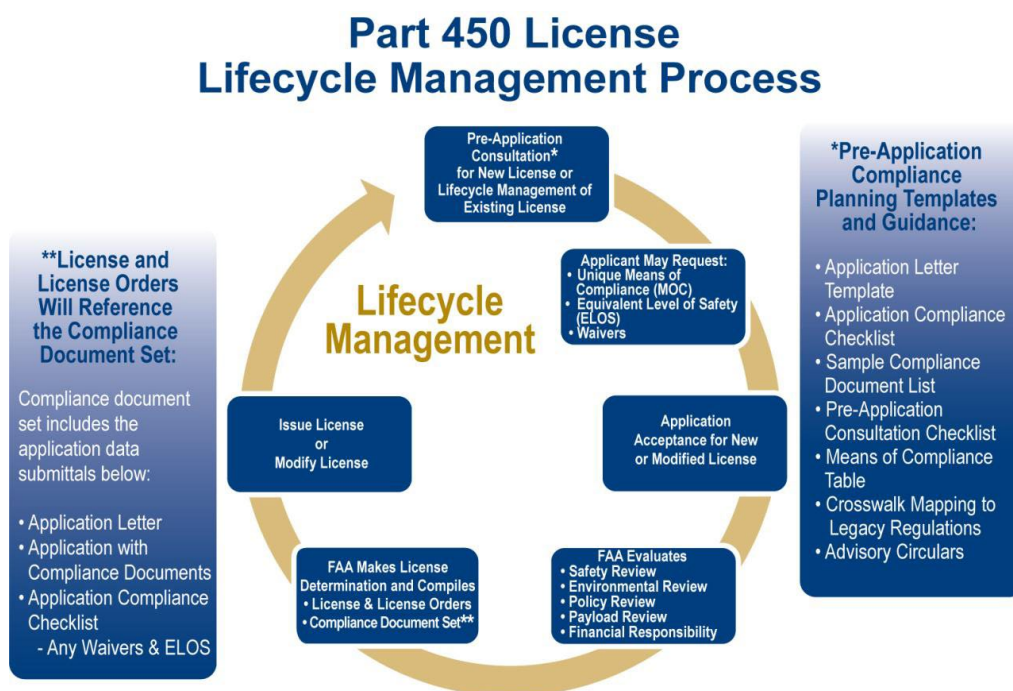 Part 450 License
Lifecycle Management Process
Pre-Application
Consultation*
for New License or
Lifecycle Management of
Existing License
Applicant May Request:
• Unique Means of
Compliance (MOC)
• Equivalent Level of Safety
(ELOS)
• Waivers
Application
Acceptance for New
or Modified License
FAA Evaluates
• Safety Review
• Environmental Review
• Policy Review
• Payload Review
• Financial Responsibility
FAA Makes License
Determination and Compiles
• License & License Orders
• Compliance Document Set**
Issue License
or
Modify License
Lifecycle
Management
**License and
License Orders
Will Reference
the Compliance
Document Set:
Compliance document
set includes the
application data
submittals below:
• Application Letter
• Application with
Compliance Documents
• Application Compliance
Checklist
- Any Waivers & ELOS
*Pre-Application
Compliance
Planning Templates
and Guidance:
• Application Letter
Template
• Application Compliance
Checklist
• Sample Compliance
Document List
• Pre-Application
Consultation Checklist
• Means of Compliance
Table
• Crosswalk Mapping to
Legacy Regulations
• Advisory Circulars